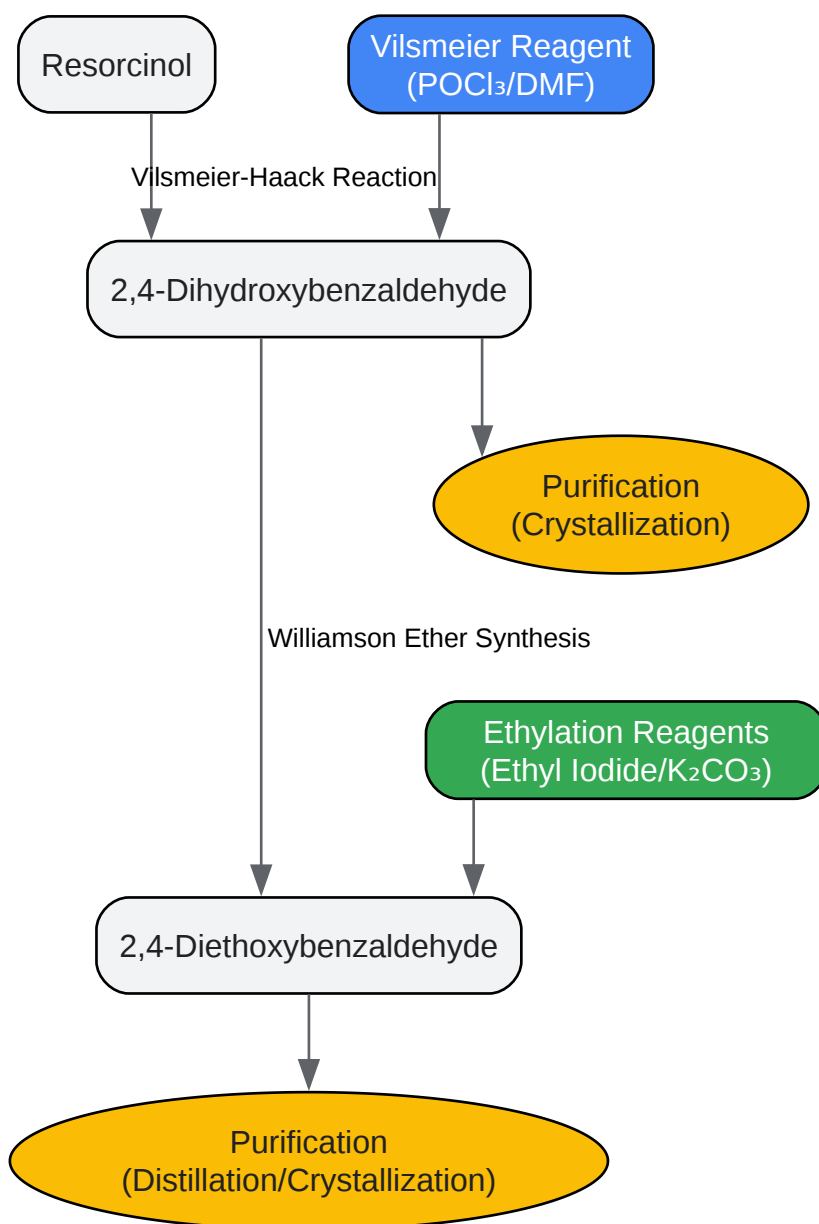 Resorcinol
Vilsmeier Reagent
(POCl₃/DMF)
Vilsmeier-Haack Reaction
2,4-Dihydroxybenzaldehyde
Purification
(Crystallization)
Williamson Ether Synthesis
Ethylation Reagents
(Ethyl Iodide/K₂CO₃)
2,4-Diethoxybenzaldehyde
Purification
(Distillation/Crystallization)